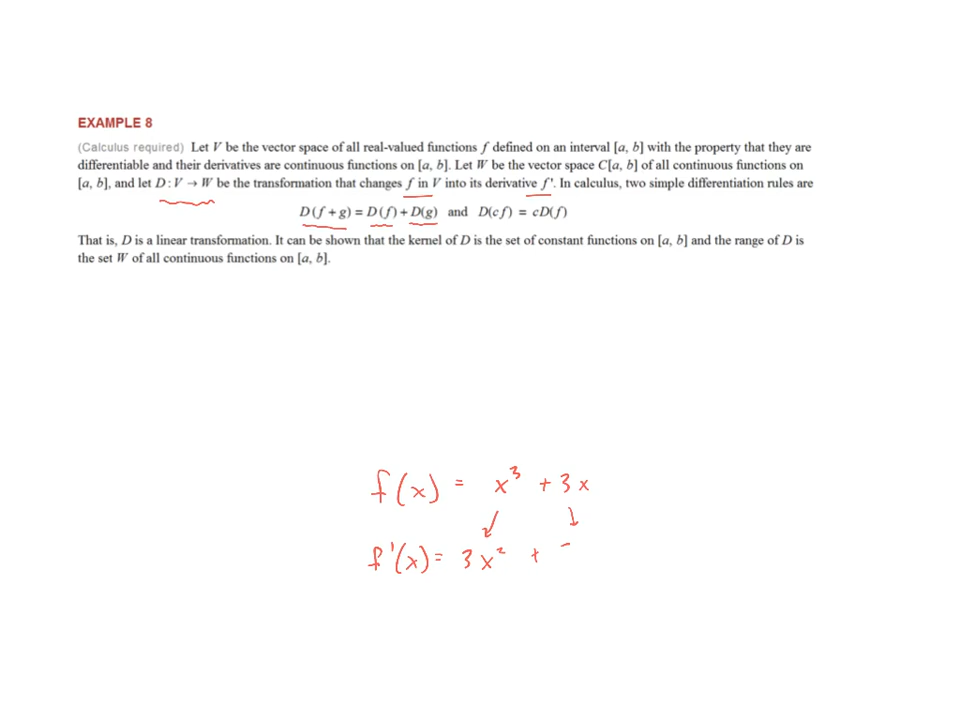 EXAMPLE 8
(Calculus required) Let V be the vector space of all real-valued functions f defined on an interval [a, b] with the property that they are
differentiable and their derivatives are continuous functions on [a, b]. Let W be the vector space C[a, b] of all continuous functions on
[a, b], and let D : V → W be the transformation that changes f in V into its derivative f'. In calculus, two simple differentiation rules are
D(f + g) = D(f) + D(g) and D(cf) = cD(f)
That is, D is a linear transformation. It can be shown that the kernel of D is the set of constant functions on [a, b] and the range of D is
the set W of all continuous functions on [a, b].
f(x) = x³ + 3x
f'(x) = 3x² +